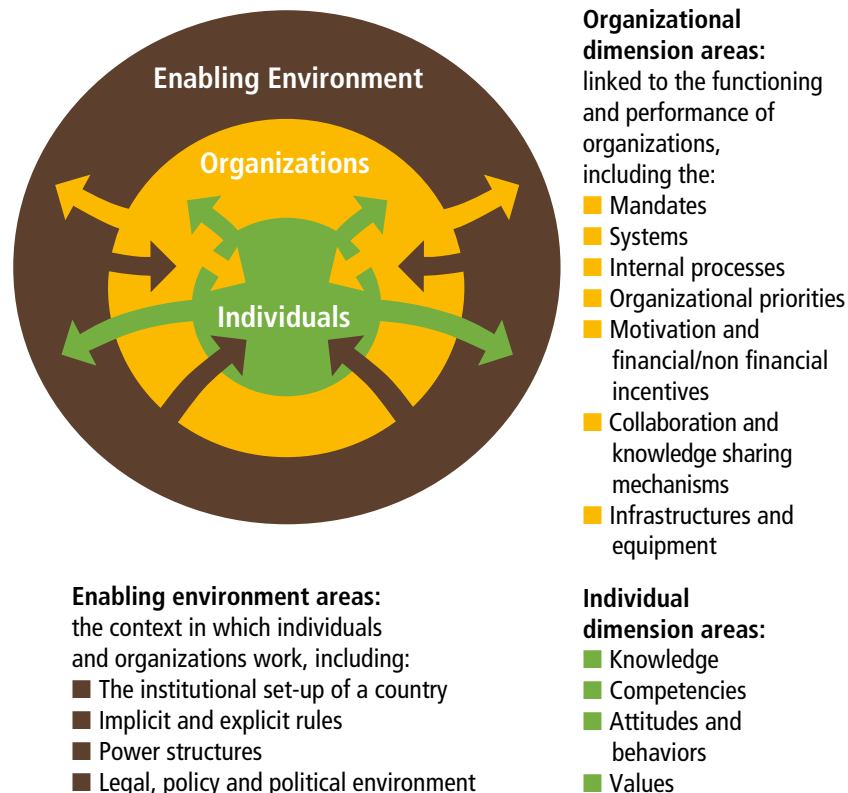 Enabling Environment
Organizations
Individuals
Organizational
dimension areas:
linked to the functioning
and performance of
organizations,
including the:
Mandates
Systems
Internal processes
Organizational priorities
Motivation and
financial/non financial
incentives
Collaboration and
knowledge sharing
mechanisms
Infrastructures and
equipment
Enabling environment areas:
the context in which individuals
and organizations work, including:
The institutional set-up of a country
Implicit and explicit rules
Power structures
Legal, policy and political environment
Individual
dimension areas:
Knowledge
Competencies
Attitudes and
behaviors
Values